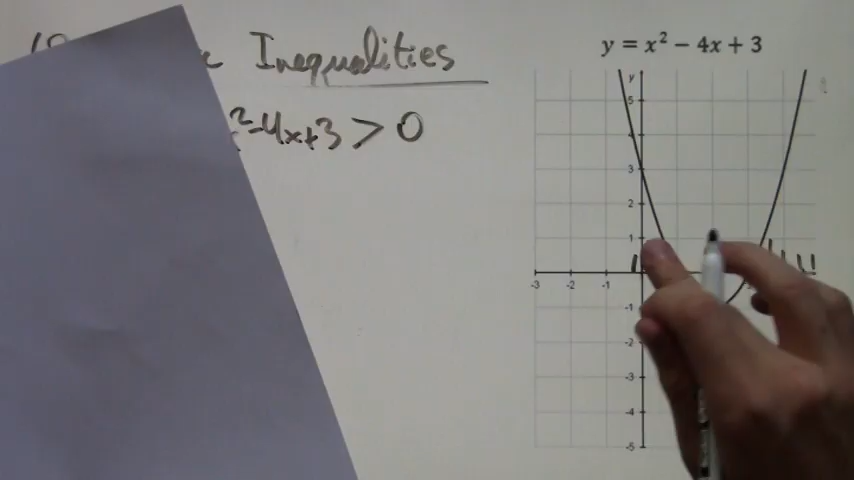 Inequalities
y = x² − 4x + 3
²-4x+3 > 0
y
5
3
2
1
-3 -2 -1
-1
-2
-3
-4
-5